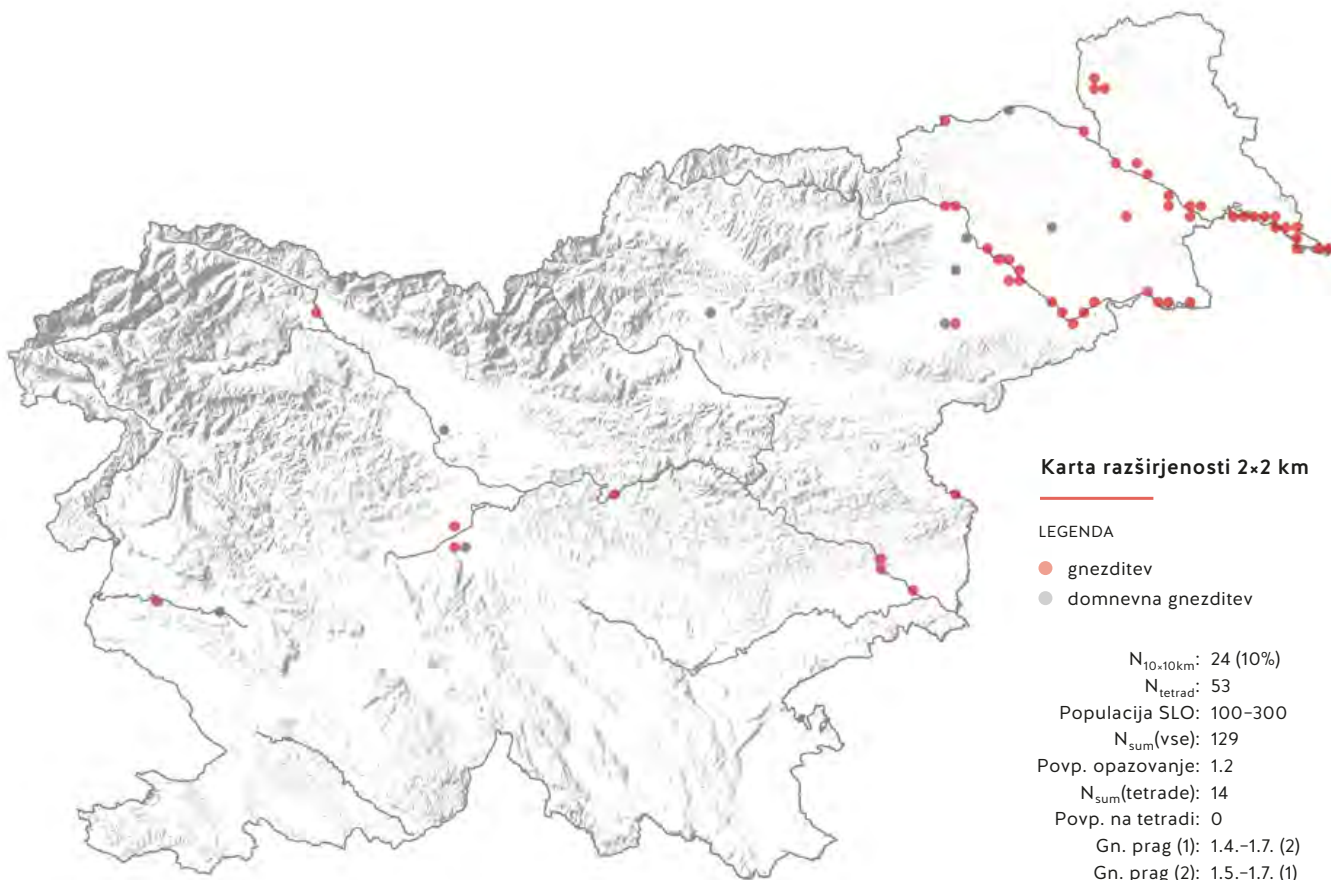 Karta razširjenosti 2×2 km
LEGENDA
gnezditev
domnevna gnezditev
N10×10km: 24 (10%)
Ntetrad: 53
Populacija SLO: 100–300
Nsum(vse): 129
Povp. opazovanje: 1.2
Nsum(tetrade): 14
Povp. na tetradi: 0
Gn. prag (1): 1.4.–1.7. (2)
Gn. prag (2): 1.5.–1.7. (1)